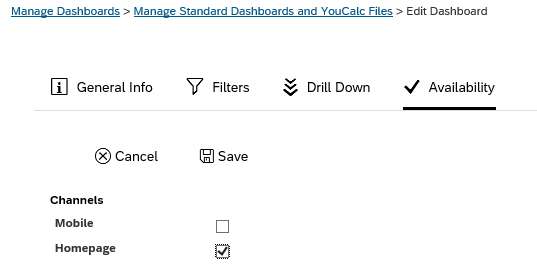 Manage Dashboards > Manage Standard Dashboards and YouCalc Files > Edit Dashboard
General Info Filters Drill Down Availability
Cancel Save
Channels
Mobile
Homepage